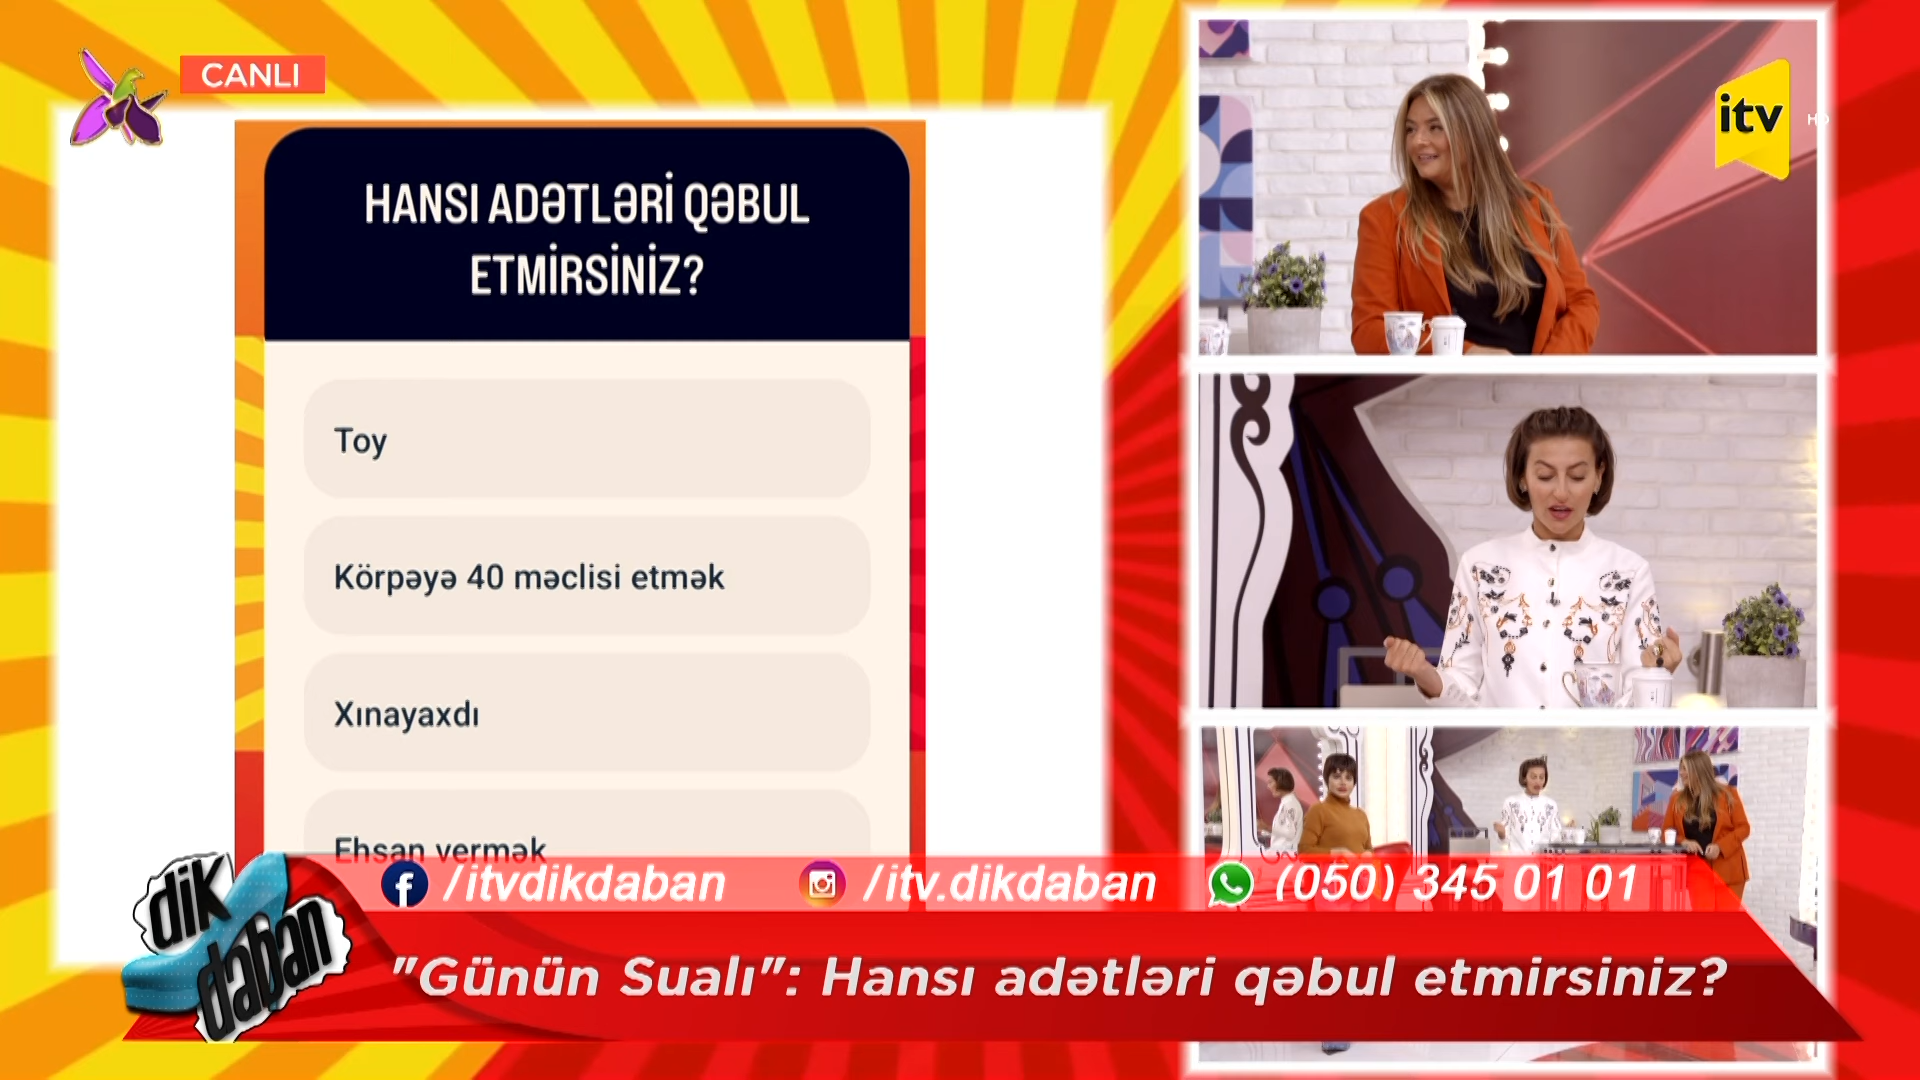 CANLI
itv
HD
HANSI ADƏTLƏRİ QƏBUL
ETMİRSİNİZ?
Toy
Körpəyə 40 məclisi etmək
Xınayaxdı
Ehsan vermək
dik
daban
/itvdikdaban
/itv.dikdaban
(050) 345 01 01
"Günün Sualı": Hansı adətləri qəbul etmirsiniz?